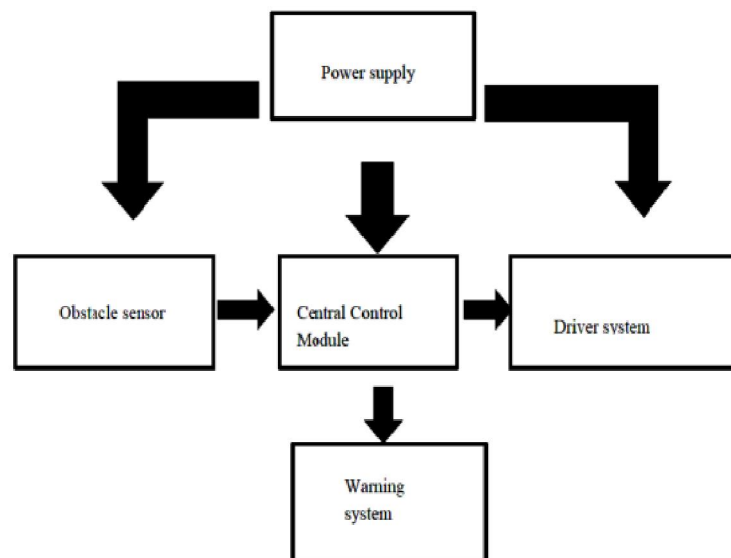 Power supply
Obstacle sensor
Central Control
Module
Driver system
Warning
system